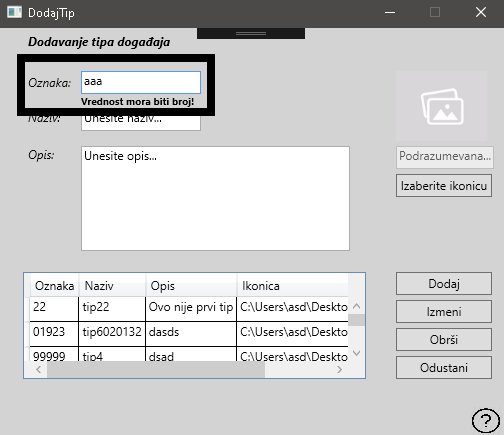 DodajTip
Dodavanje tipa događaja
Oznaka: aaa
Vrednost mora biti broj!
Naziv: Unesite naziv...
Opis: Unesite opis...
Podrazumevana...
Izaberite ikonicu
Oznaka Naziv Opis Ikonica
22 tip22 Ovo nije prvi tip C:\Users\asd\Deskto
01923 tip6020132 dasds C:\Users\asd\Deskto
99999 tip4 dsad C:\Users\asd\Deskto
Dodaj
Izmeni
Obrši
Odustani
?